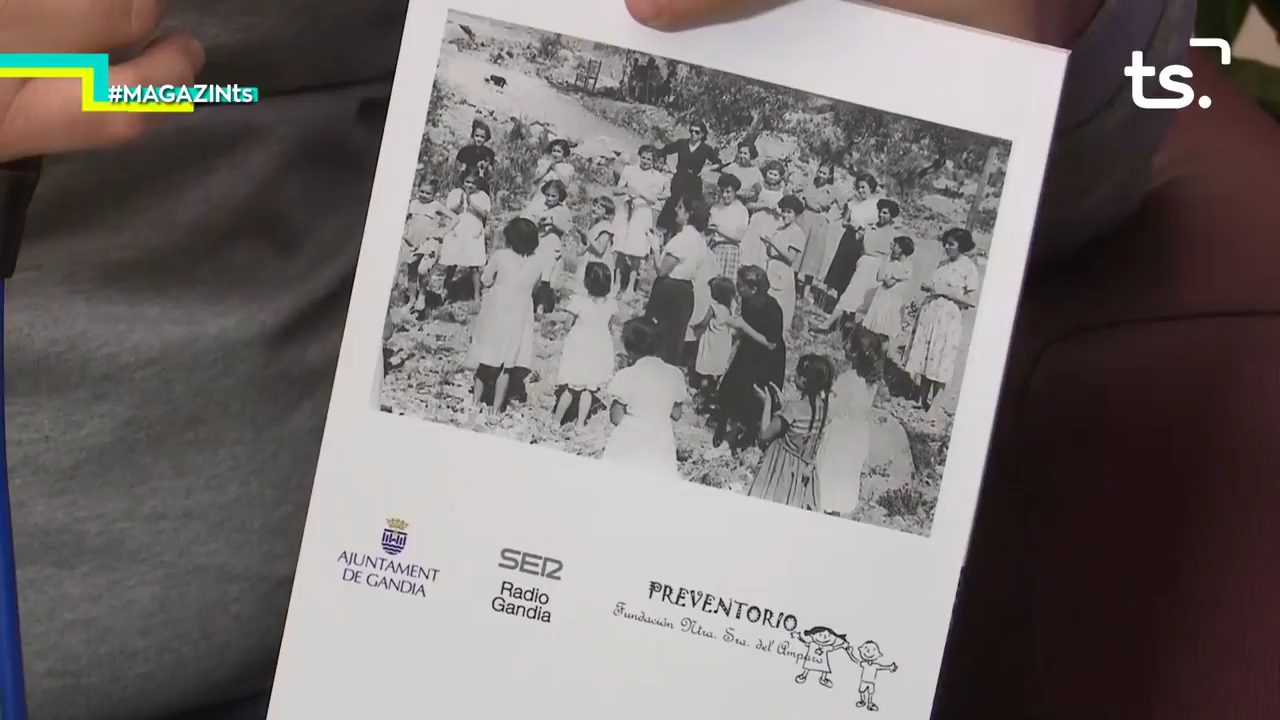 #MAGAZINts
ts.
AJUNTAMENT
DE GANDIA
SER
Radio
Gandia
PREVENTORIO
Fundación Ntra. Sra. del Amparo